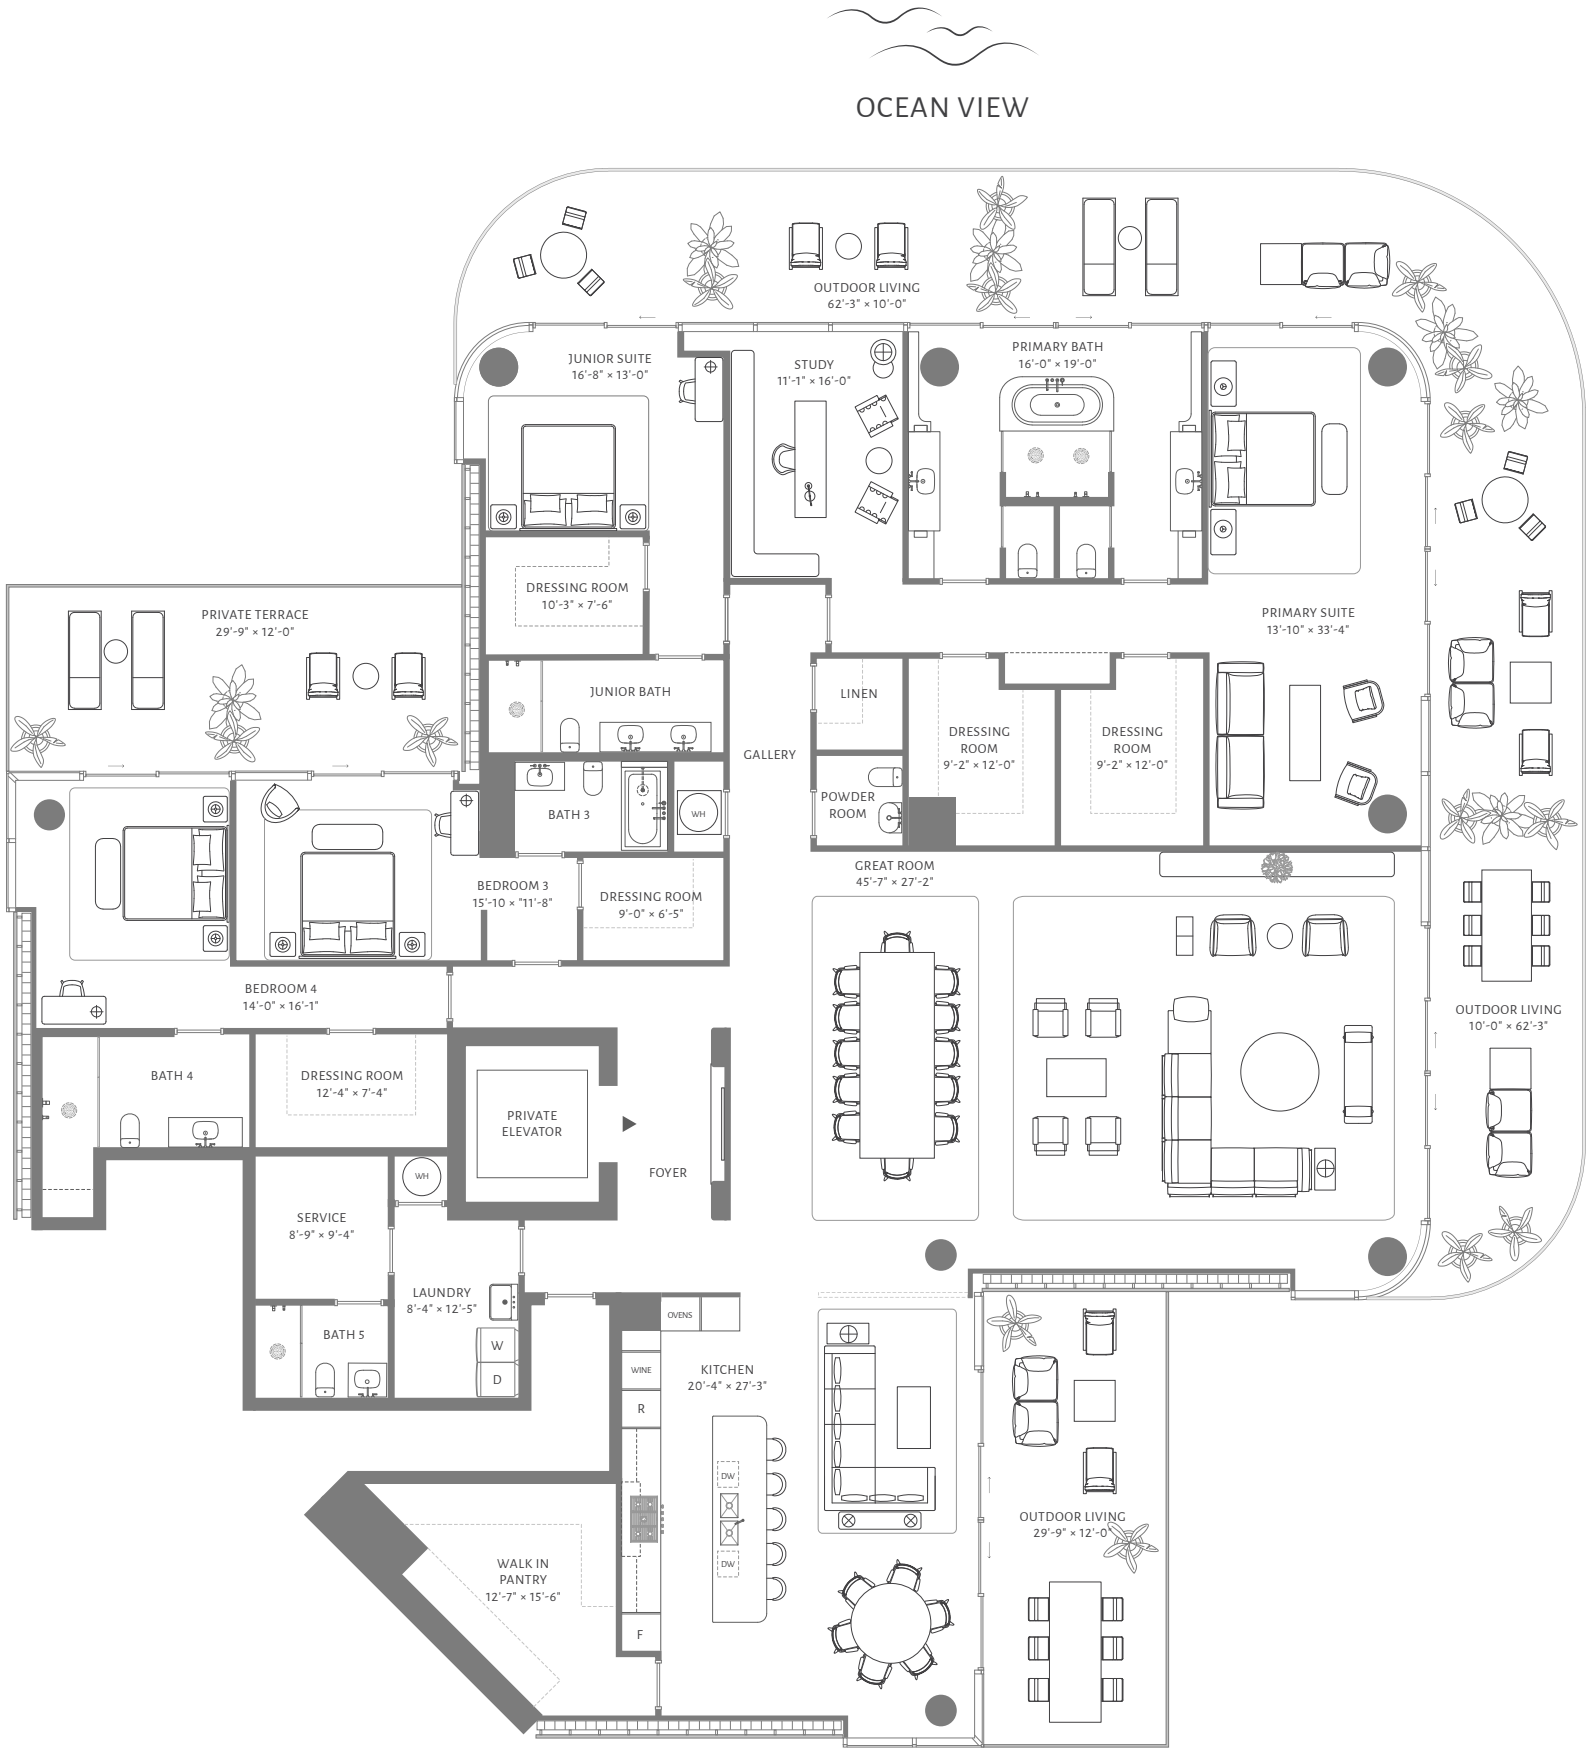 OCEAN VIEW
OUTDOOR LIVING
62'-3" × 10'-0"
JUNIOR SUITE
16'-8" × 13'-0"
STUDY
11'-1" × 16'-0"
PRIMARY BATH
16'-0" × 19'-0"
DRESSING ROOM
10'-3" × 7'-6"
PRIVATE TERRACE
29'-9" × 12'-0"
PRIMARY SUITE
13'-10" × 33'-4"
JUNIOR BATH
LINEN
GALLERY
DRESSING
ROOM
9'-2" × 12'-0"
DRESSING
ROOM
9'-2" × 12'-0"
POWDER
ROOM
BATH 3
WH
GREAT ROOM
45'-7" × 27'-2"
BEDROOM 3
15'-10 × "11'-8"
DRESSING ROOM
9'-0" × 6'-5"
BEDROOM 4
14'-0" × 16'-1"
OUTDOOR LIVING
10'-0" × 62'-3"
BATH 4
DRESSING ROOM
12'-4" × 7'-4"
PRIVATE
ELEVATOR
FOYER
WH
SERVICE
8'-9" × 9'-4"
LAUNDRY
8'-4" × 12'-5"
BATH 5
W
D
OVENS
WINE
R
KITCHEN
20'-4" × 27'-3"
DW
DW
F
WALK IN
PANTRY
12'-7" × 15'-6"
OUTDOOR LIVING
29'-9" × 12'-0"